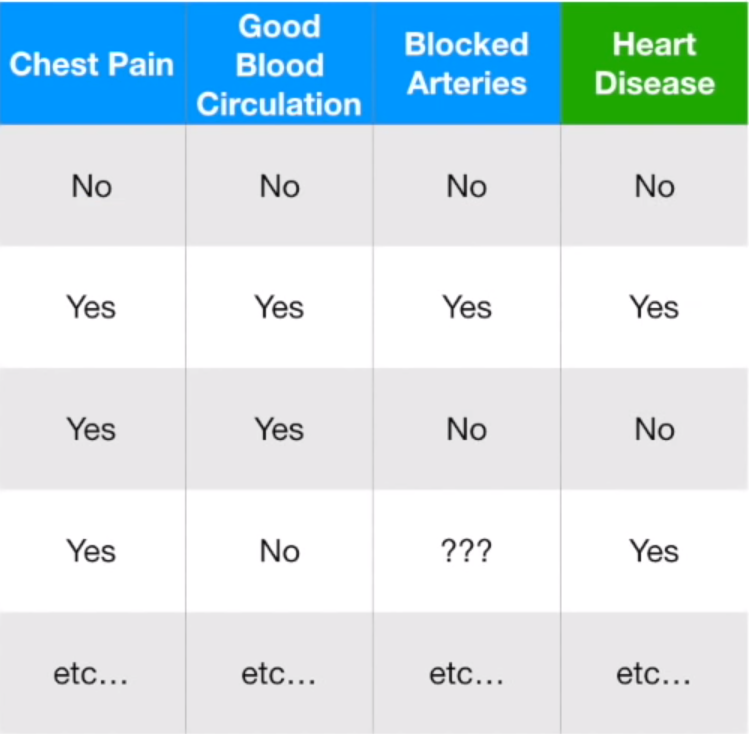 Chest Pain
Good
Blood
Circulation
Blocked
Arteries
Heart
Disease
No No No No
Yes Yes Yes Yes
Yes Yes No No
Yes No ??? Yes
etc... etc... etc... etc...